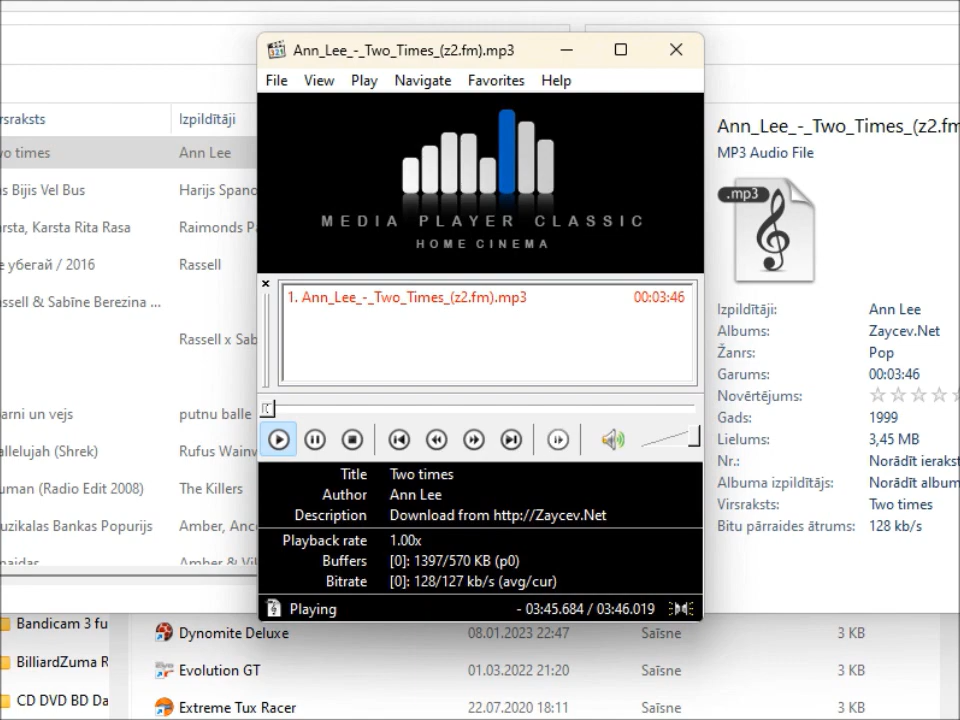 Ann_Lee_-_Two_Times_(z2.fm).mp3
File View Play Navigate Favorites Help
MEDIA PLAYER CLASSIC
HOME CINEMA
1. Ann_Lee_-_Two_Times_(z2.fm).mp3 00:03:46
Title Two times
Author Ann Lee
Description Download from http://Zaycev.Net
Playback rate 1.00x
Buffers [0]: 1397/570 KB (p0)
Bitrate [0]: 128/127 kb/s (avg/cur)
Playing - 03:45.684 / 03:46.019
rsraksts Izpildītāji
vo times Ann Lee
s Bijis Vel Bus Harijs Spano
rsta, Karsta Rita Rasa Raimonds Pa
е убегай / 2016 Rassell
assell & Sabīne Berezina ...
Rassell x Sab
arni un vejs putnu balle
allelujah (Shrek) Rufus Wainw
uman (Radio Edit 2008) The Killers
uzikalas Bankas Popurijs Amber, Anc
Amber & Vil
Ann_Lee_-_Two_Times_(z2.fm
MP3 Audio File
.mp3
Izpildītāji: Ann Lee
Albums: Zaycev.Net
Žanrs: Pop
Garums: 00:03:46
Novērtējums:
Gads: 1999
Lielums: 3,45 MB
Nr.: Norādīt ierakst
Albuma izpildītājs: Norādīt album
Virsraksts: Two times
Bitu pārraides ātrums: 128 kb/s
Bandicam 3 fu
BilliardZuma R
CD DVD BD Da
Dynomite Deluxe 08.01.2023 22:47 Saīsne 3 KB
Evolution GT 01.03.2022 21:20 Saīsne 3 KB
Extreme Tux Racer 22.07.2020 18:11 Saīsne 3 KB